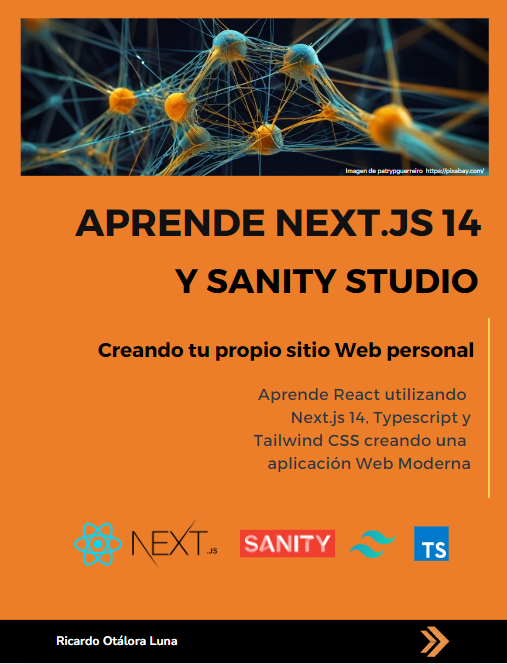 Imagen de patrypguerreiro https://pixabay.com/
APRENDE NEXT.JS 14
Y SANITY STUDIO
Creando tu propio sitio Web personal
Aprende React utilizando
Next.js 14, Typescript y
Tailwind CSS creando una
aplicación Web Moderna
NEXT.JS
SANITY
TS
Ricardo Otálora Luna